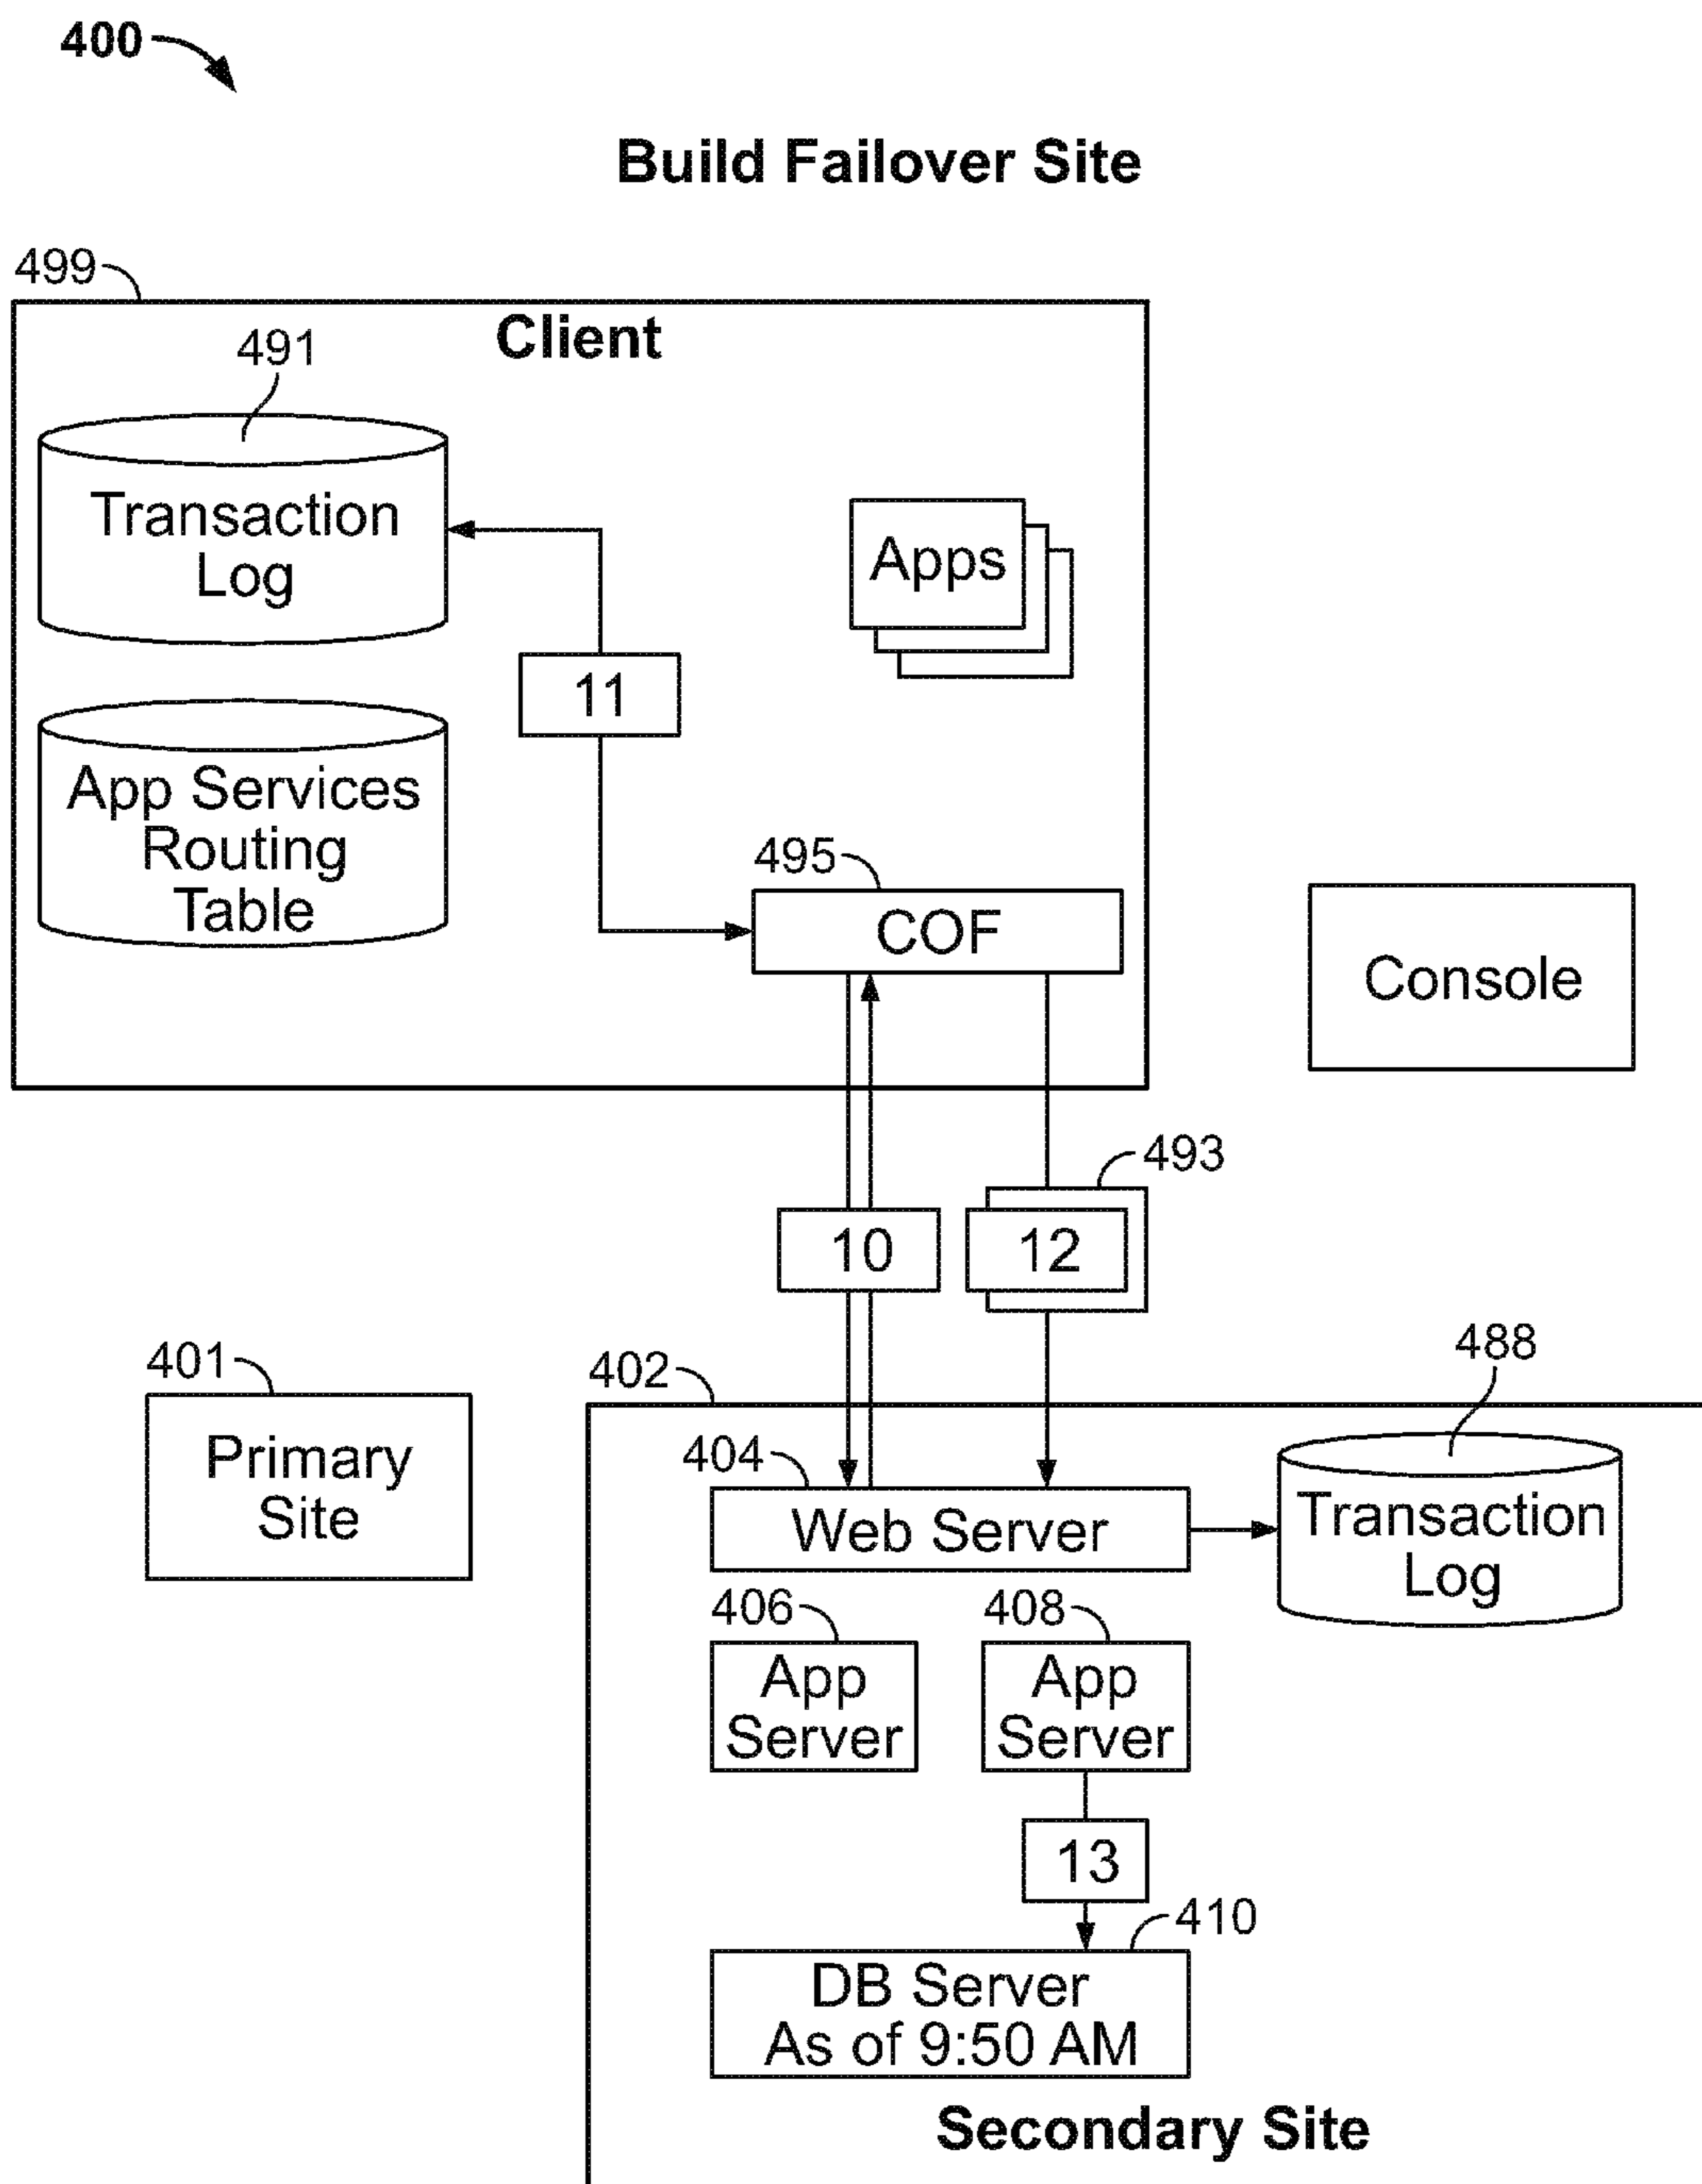 400
Build Failover Site
499
Client
491
Transaction
Log
Apps
11
App Services
Routing
Table
495
COF
Console
493
10
12
401
Primary
Site
402
488
404
Web Server
Transaction
Log
406
408
App
Server
App
Server
13
410
DB Server
As of 9:50 AM
Secondary Site